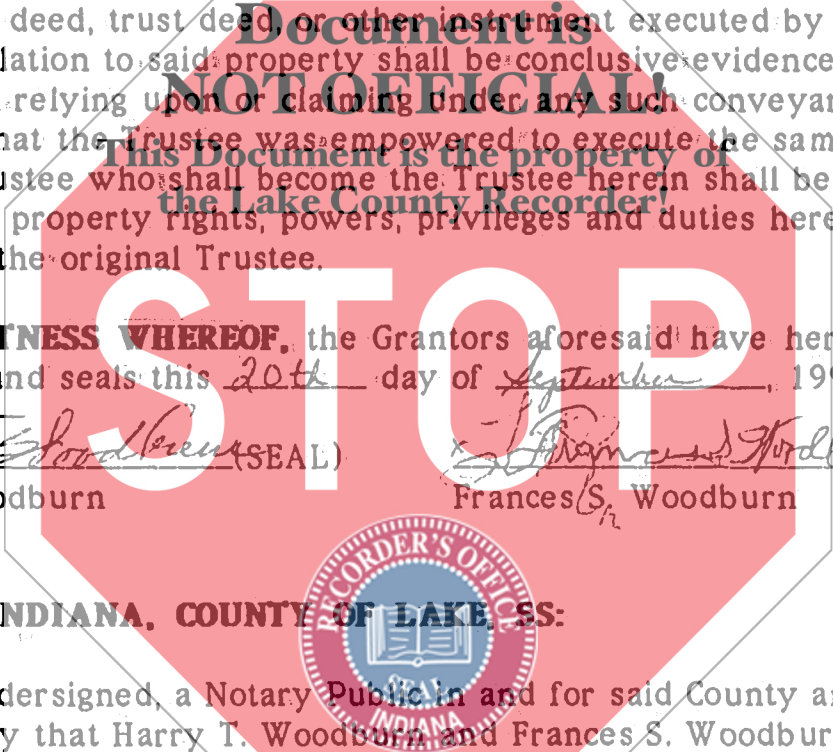 deed, trust deed, or other instrument executed by
Document is
lation to said property shall be conclusive evidence
NOT OFFICIAL!
relying upon or claiming under any such conveyan
hat the Trustee was empowered to execute the sam
This Document is the property of
ustee who shall become the Trustee herein shall be
the Lake County Recorder!
property rights, powers, privileges and duties here
the original Trustee.
STOP
TNESS WHEREOF, the Grantors aforesaid have her
nd seals this 20th day of September, 199
Woodburn (SEAL) x Frances S Woodb
odburn Frances S. Woodburn
RECORDER'S OFFICE
NDIANA, COUNTY OF LAKE, SS:
SEAL
INDIANA
dersigned, a Notary Public in and for said County a
y that Harry T. Woodburn and Frances S. Woodbur